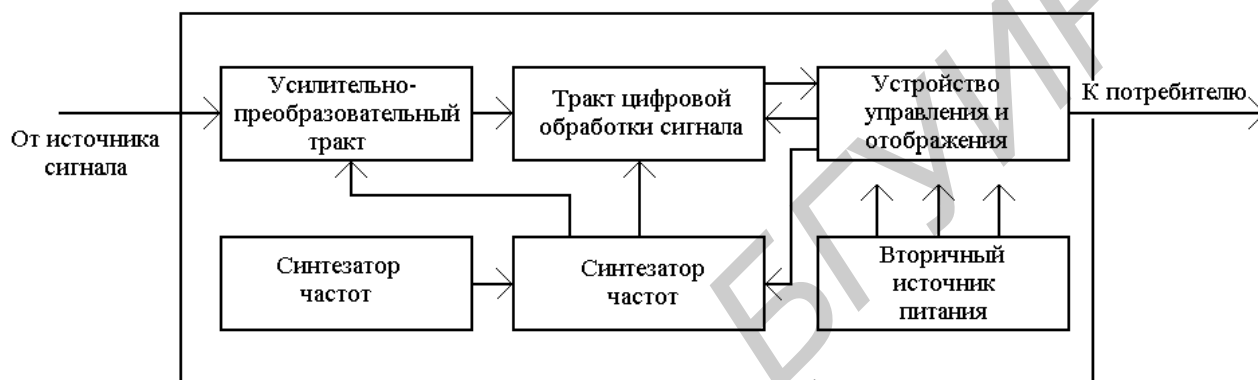 Усилительно-
преобразовательный
тракт
Тракт цифровой
обработки сигнала
Устройство
управления и
отображения
К потребителю
От источника
сигнала
Синтезатор
частот
Синтезатор
частот
Вторичный
источник
питания
БГУИР